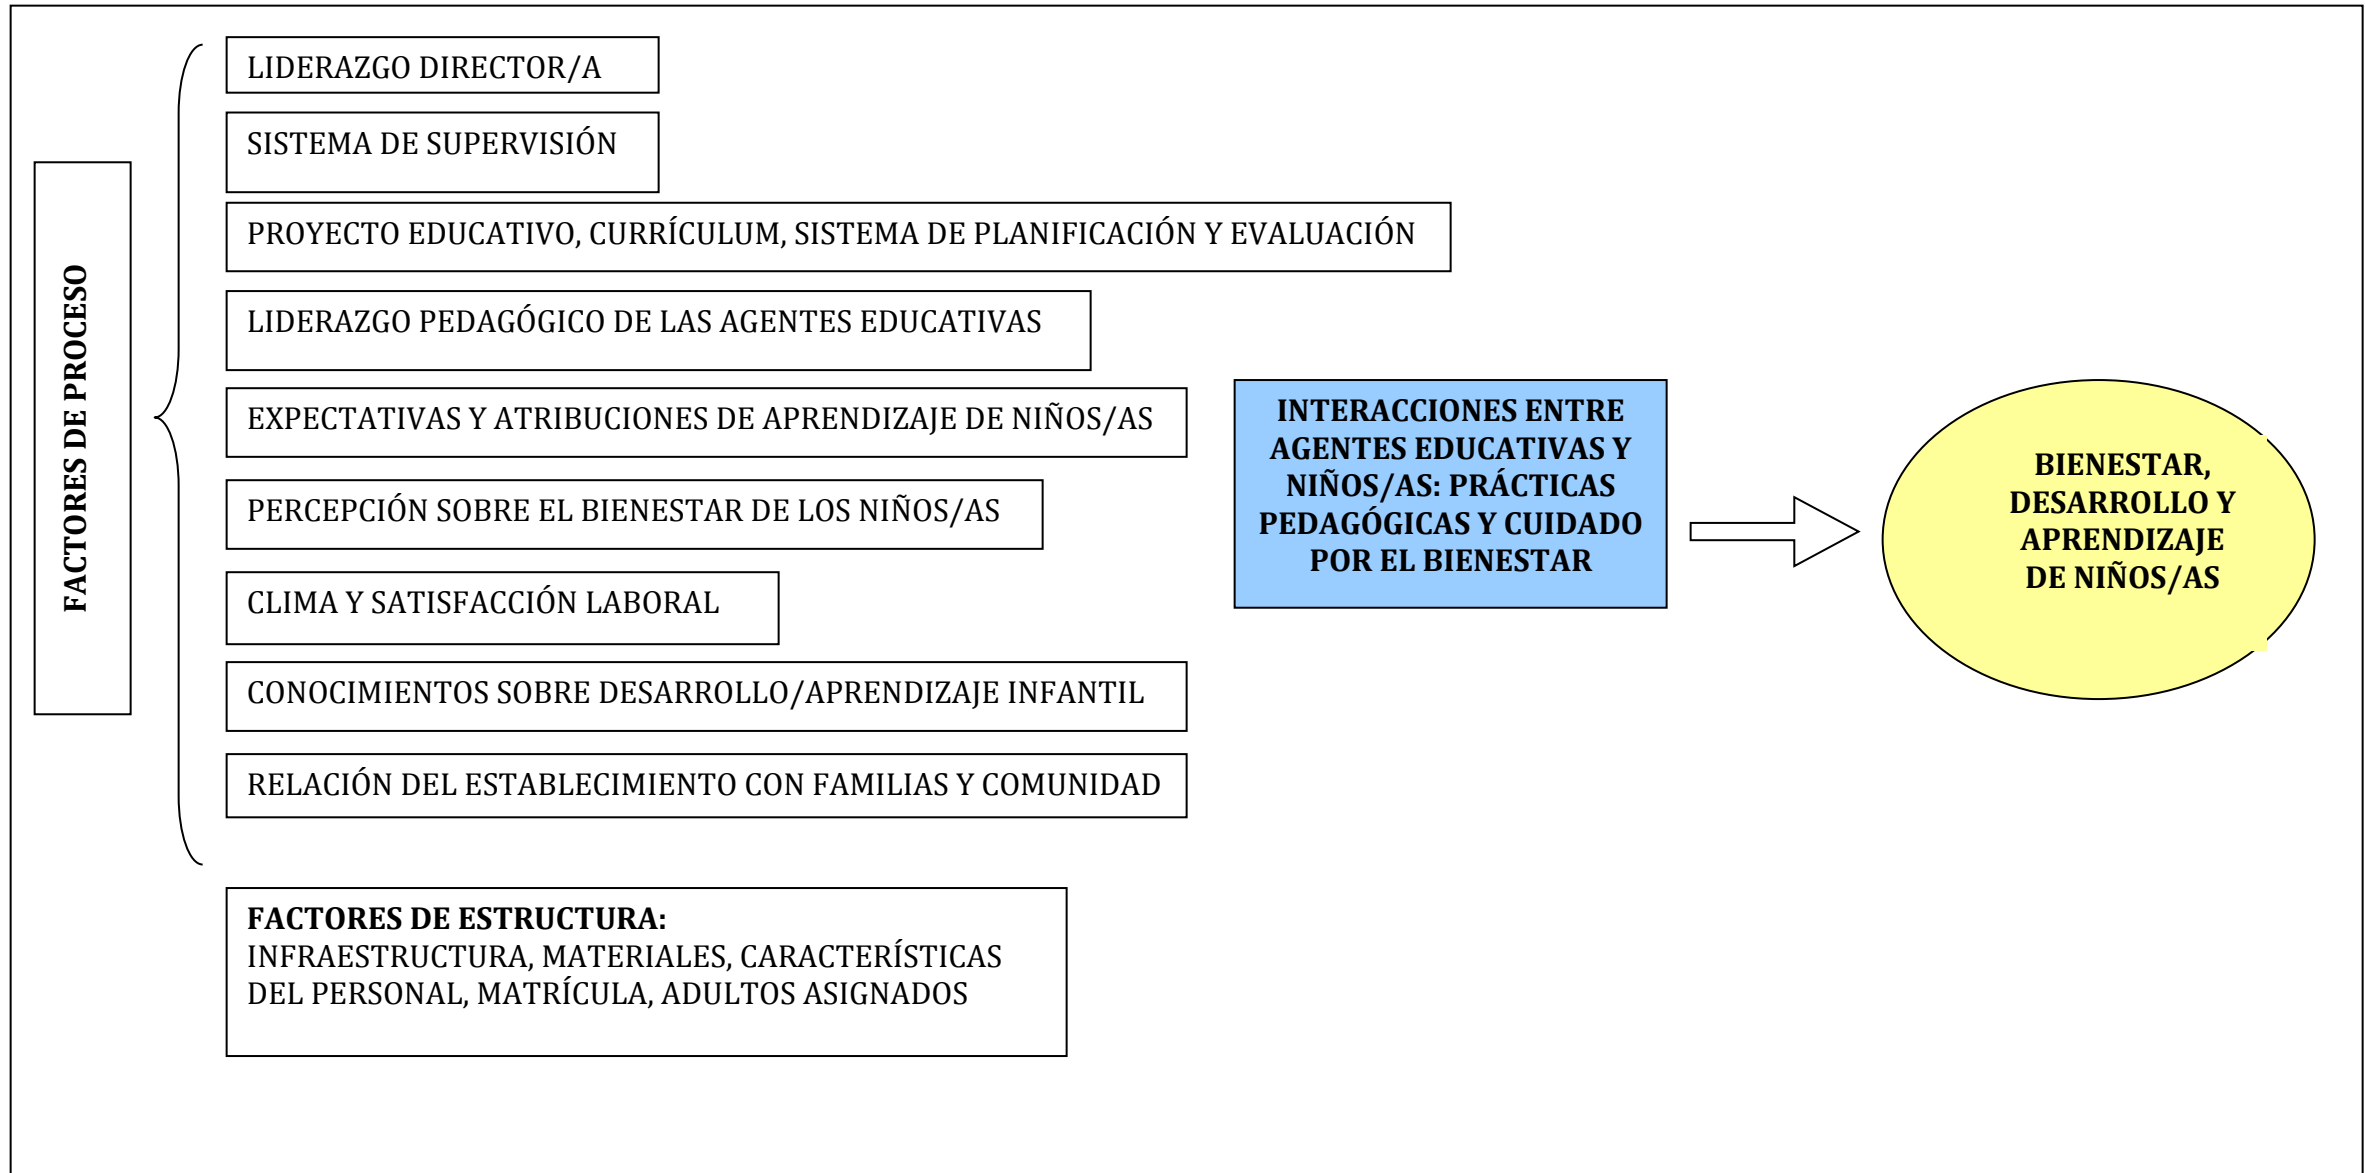 FACTORES DE PROCESO
LIDERAZGO DIRECTOR/A
SISTEMA DE SUPERVISIÓN
PROYECTO EDUCATIVO, CURRÍCULUM, SISTEMA DE PLANIFICACIÓN Y EVALUACIÓN
LIDERAZGO PEDAGÓGICO DE LAS AGENTES EDUCATIVAS
EXPECTATIVAS Y ATRIBUCIONES DE APRENDIZAJE DE NIÑOS/AS
PERCEPCIÓN SOBRE EL BIENESTAR DE LOS NIÑOS/AS
CLIMA Y SATISFACCIÓN LABORAL
CONOCIMIENTOS SOBRE DESARROLLO/APRENDIZAJE INFANTIL
RELACIÓN DEL ESTABLECIMIENTO CON FAMILIAS Y COMUNIDAD
FACTORES DE ESTRUCTURA:
INFRAESTRUCTURA, MATERIALES, CARACTERÍSTICAS
DEL PERSONAL, MATRÍCULA, ADULTOS ASIGNADOS
INTERACCIONES ENTRE
AGENTES EDUCATIVAS Y
NIÑOS/AS: PRÁCTICAS
PEDAGÓGICAS Y CUIDADO
POR EL BIENESTAR
BIENESTAR,
DESARROLLO Y
APRENDIZAJE
DE NIÑOS/AS